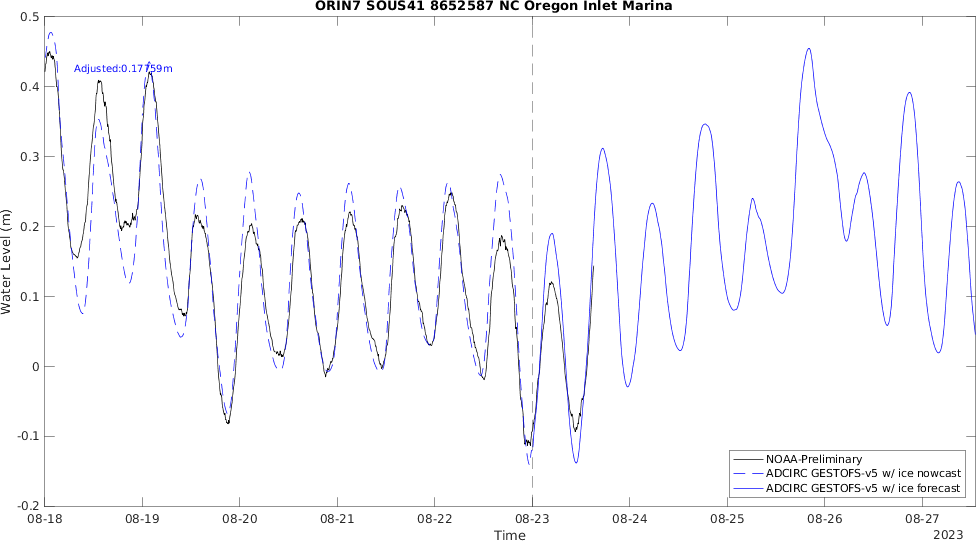 ORIN7 SOUS41 8652587 NC Oregon Inlet Marina
0.5
Adjusted:0.17759m
0.4
0.3
0.2
0.1
0
-0.1
-0.2
Water Level (m)
NOAA-Preliminary
ADCIRC GESTOFS-v5 w/ ice nowcast
ADCIRC GESTOFS-v5 w/ ice forecast
08-18 08-19 08-20 08-21 08-22 08-23 08-24 08-25 08-26 08-27
Time
2023